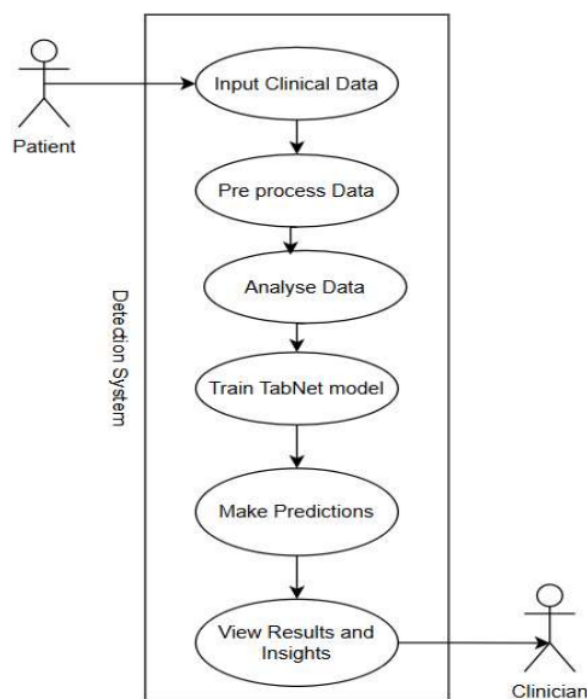 Input Clinical Data
Patient
Pre process Data
Analyse Data
Detection System
Train TabNet model
Make Predictions
View Results and
Insights
Clinician